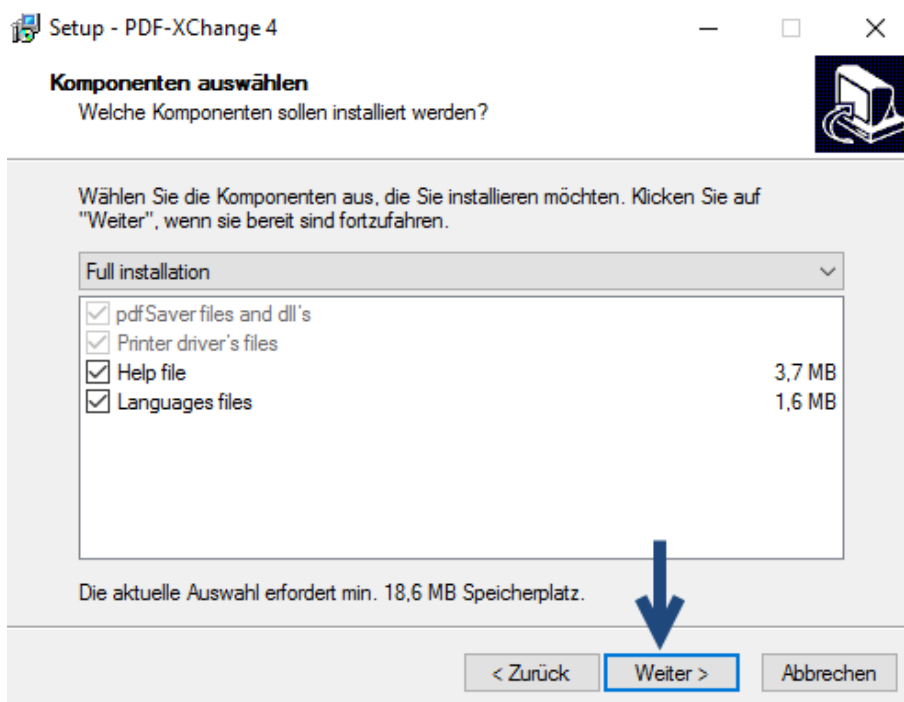 Setup - PDF-XChange 4
Komponenten auswählen
Welche Komponenten sollen installiert werden?
Wählen Sie die Komponenten aus, die Sie installieren möchten. Klicken Sie auf
"Weiter", wenn sie bereit sind fortzufahren.
Full installation
pdfSaver files and dll's
Printer driver's files
Help file 3,7 MB
Languages files 1,6 MB
Die aktuelle Auswahl erfordert min. 18,6 MB Speicherplatz.
< Zurück Weiter > Abbrechen